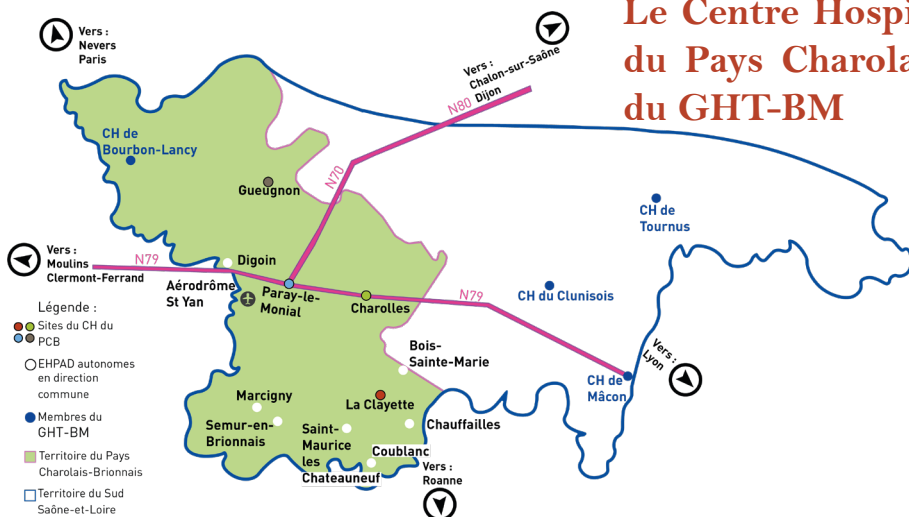 Le Centre Hospi
du Pays Charola
du GHT-BM
Vers :
Nevers
Paris
Vers :
Chalon-sur-Saône
Dijon
N80
N70
CH de
Bourbon-Lancy
Gueugnon
CH de
Tournus
Vers :
Moulins
Clermont-Ferrand
N79
Digoin
Aérodrôme
St Yan
Paray-le-
Monial
Charolles
N79
CH du Clunisois
Vers :
Lyon
CH de
Mâcon
Bois-
Sainte-Marie
La Clayette
Marcigny
Semur-en-
Brionnais
Saint-
Maurice
les
Chateauneuf
Coublanc
Chauffailles
Vers :
Roanne
Légende :
Sites du CH du
PCB
EHPAD autonomes
en direction
commune
Membres du
GHT-BM
Territoire du Pays
Charolais-Brionnais
Territoire du Sud
Saône-et-Loire